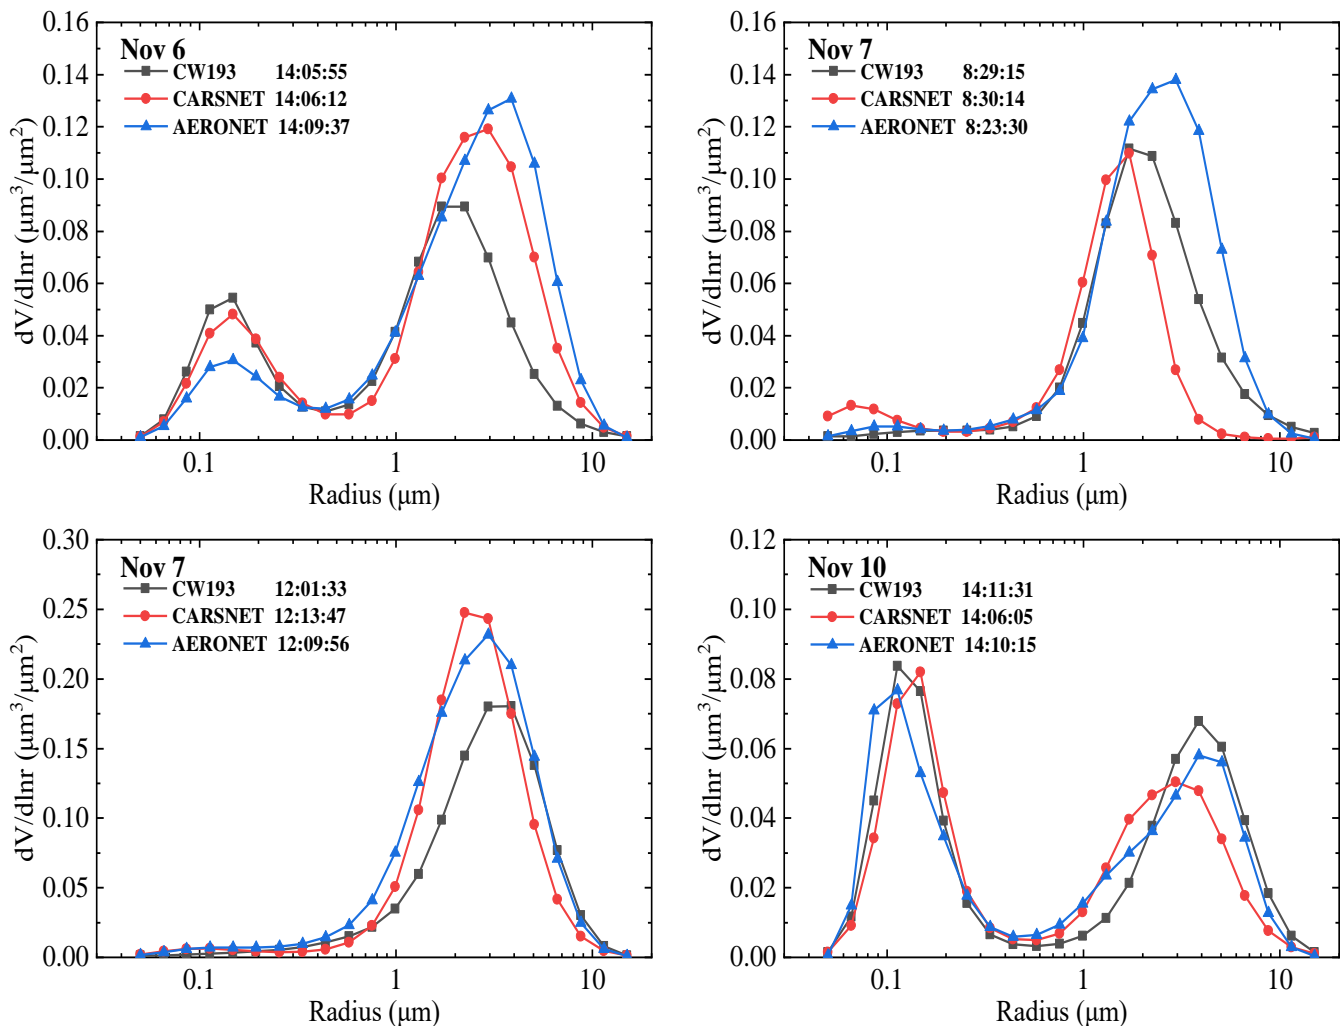 Nov 6
CW193 14:05:55
CARSNET 14:06:12
AERONET 14:09:37
dV/dlnr (μm³/μm²)
0.16
0.14
0.12
0.10
0.08
0.06
0.04
0.02
0.00
0.1 1 10
Radius (μm)
Nov 7
CW193 8:29:15
CARSNET 8:30:14
AERONET 8:23:30
dV/dlnr (μm³/μm²)
0.16
0.14
0.12
0.10
0.08
0.06
0.04
0.02
0.00
0.1 1 10
Radius (μm)
Nov 7
CW193 12:01:33
CARSNET 12:13:47
AERONET 12:09:56
dV/dlnr (μm³/μm²)
0.30
0.25
0.20
0.15
0.10
0.05
0.00
0.1 1 10
Radius (μm)
Nov 10
CW193 14:11:31
CARSNET 14:06:05
AERONET 14:10:15
dV/dlnr (μm³/μm²)
0.12
0.10
0.08
0.06
0.04
0.02
0.00
0.1 1 10
Radius (μm)